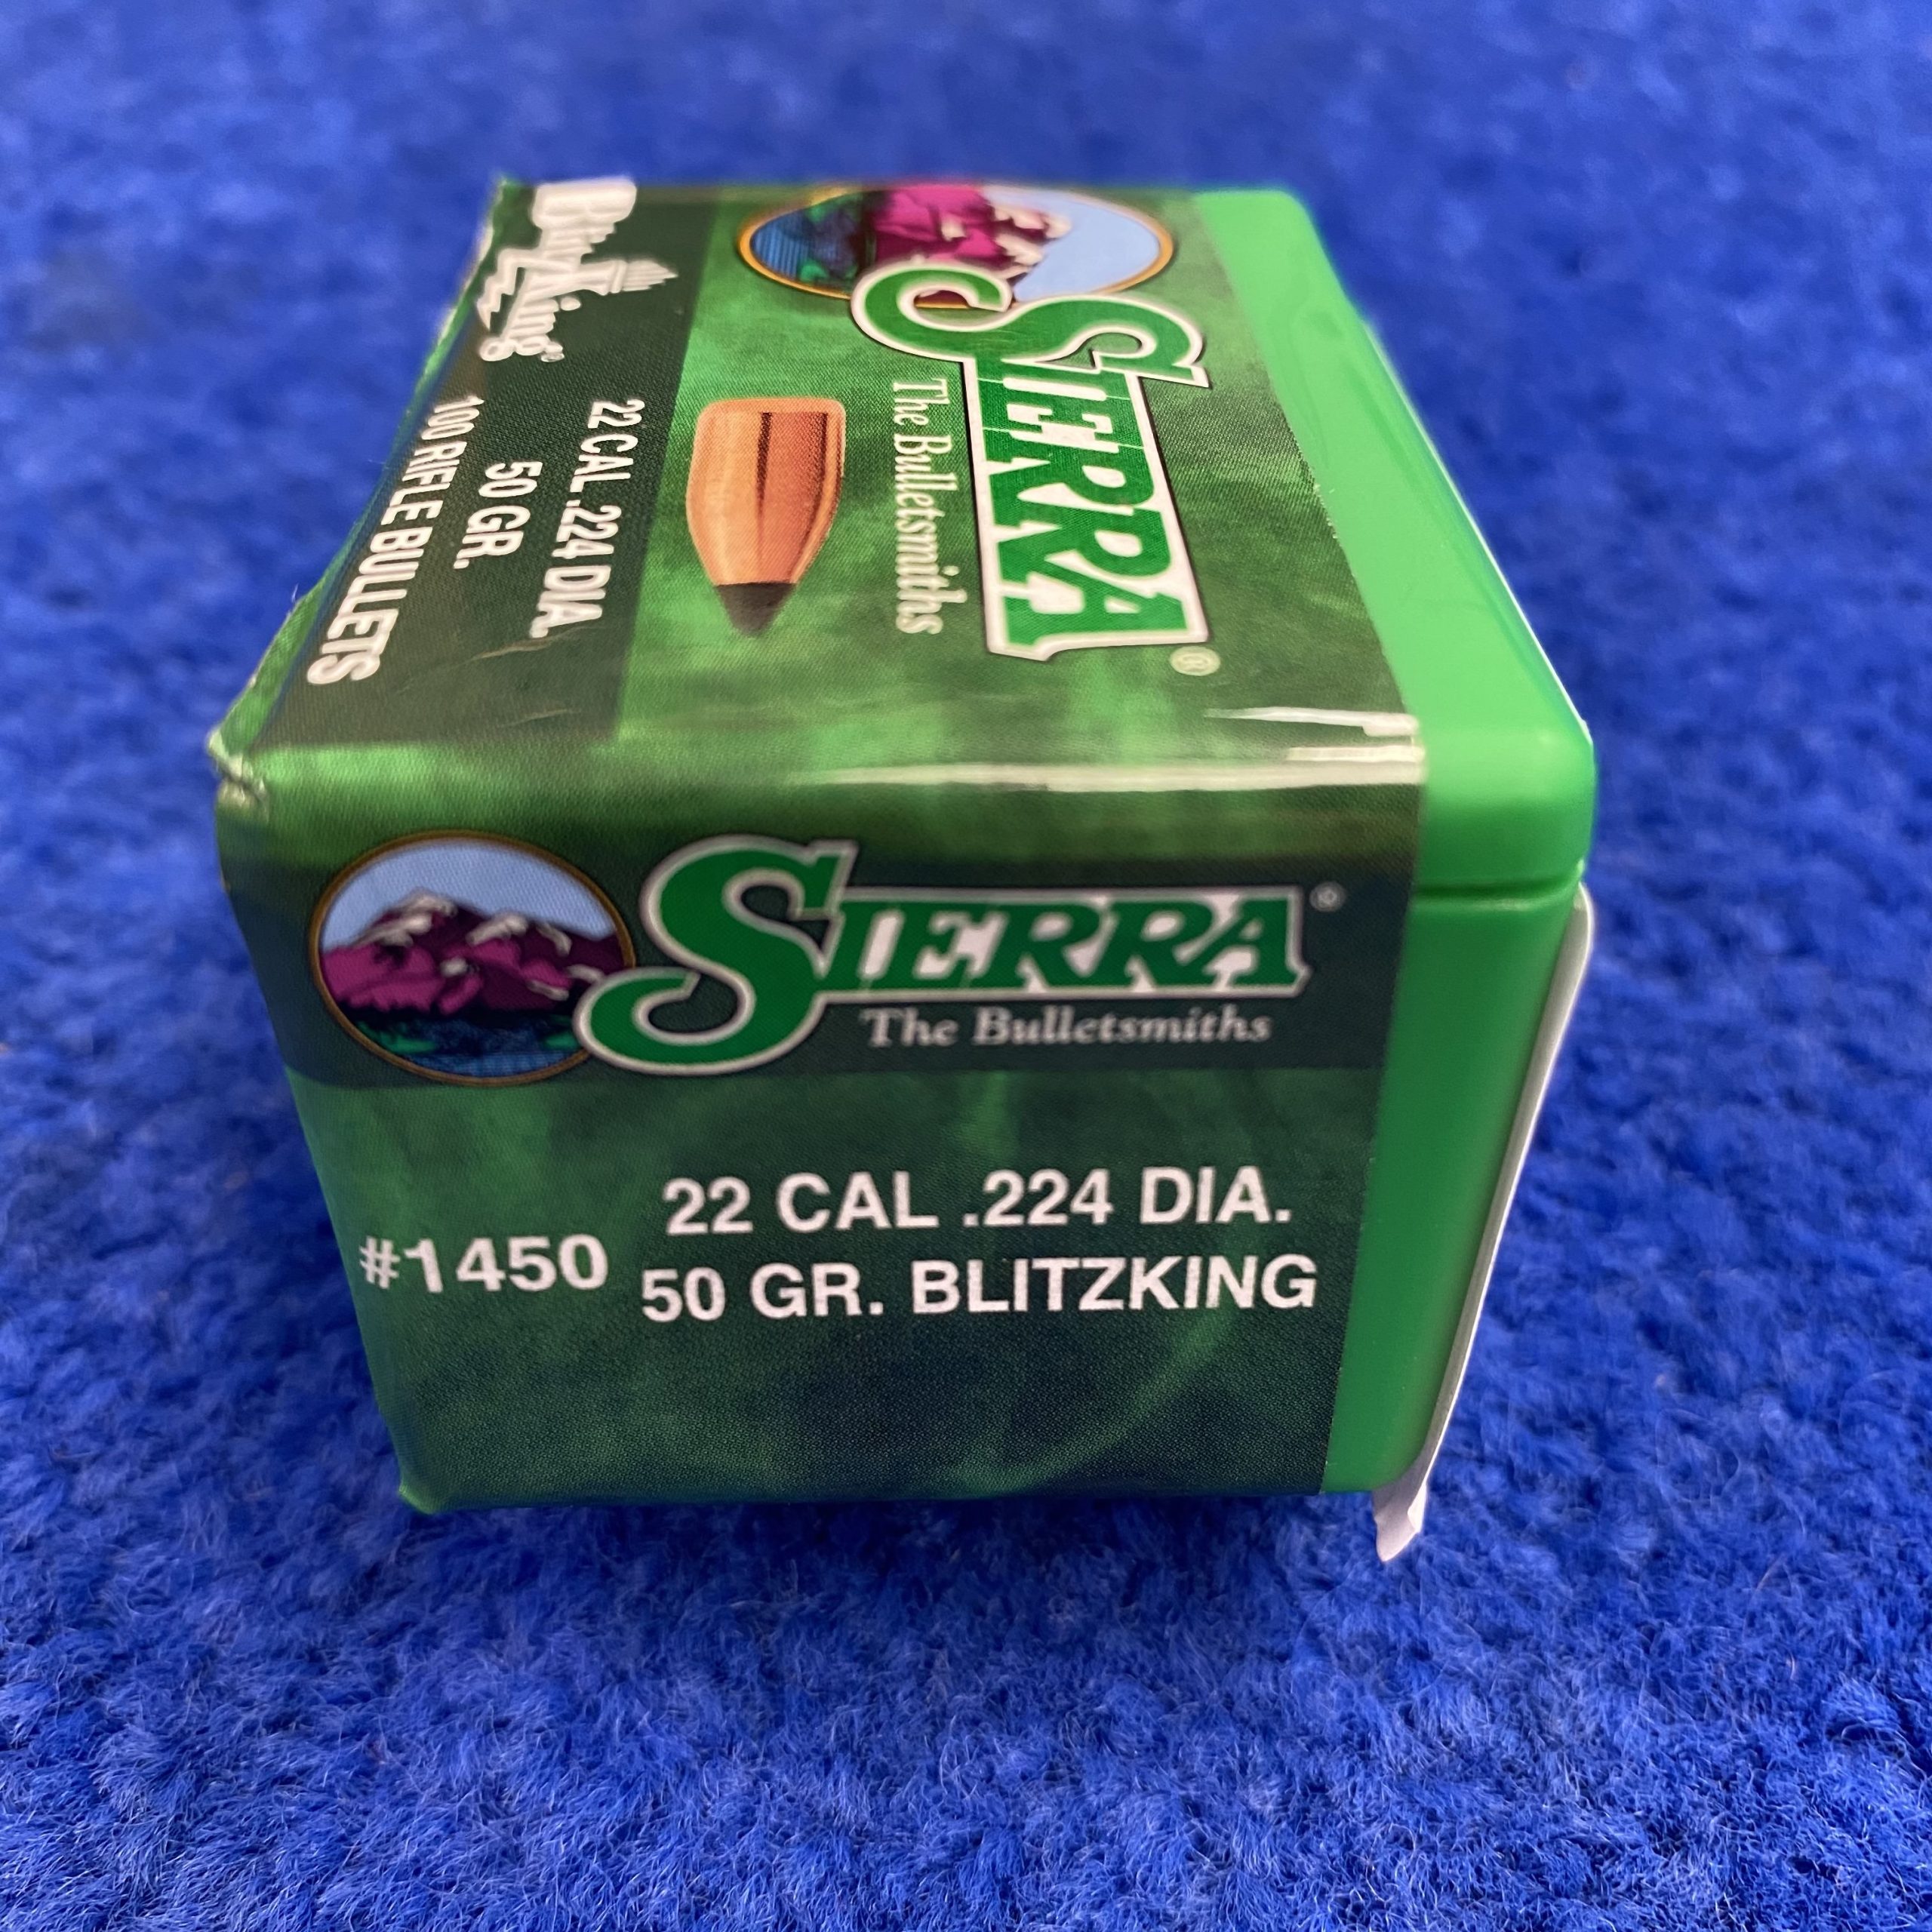 BlitzKing®
22 CAL .224 DIA.
50 GR.
100 RIFLE BULLETS
SIERRA®
The Bulletsmiths
SIERRA®
The Bulletsmiths
#1450
22 CAL .224 DIA.
50 GR. BLITZKING